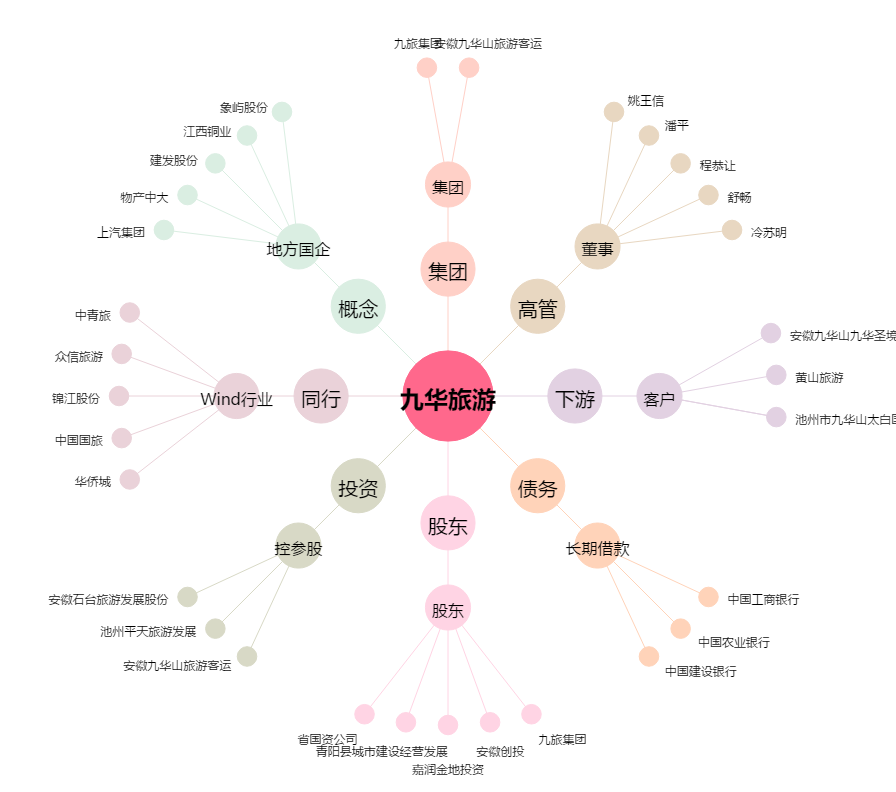 九旅集团
安徽九华山旅游客运
象屿股份
姚王信
江西铜业
潘平
建发股份
程恭让
物产中大
舒畅
上汽集团
冷苏明
集团
地方国企
董事
集团
概念
高管
中青旅
安徽九华山九华圣境
众信旅游
黄山旅游
锦江股份
Wind行业
同行
九华旅游
下游
客户
池州市九华山太白
中国国旅
华侨城
投资
债务
股东
控参股
长期借款
安徽石台旅游发展股份
中国工商银行
股东
池州平天旅游发展
中国农业银行
安徽九华山旅游客运
中国建设银行
省国资公司
九旅集团
青阳县城市建设经营发展
安徽创投
嘉润金地投资